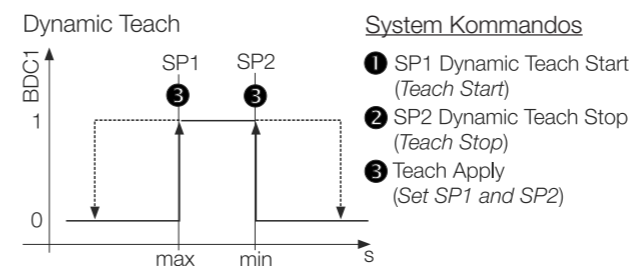 Dynamic Teach
BDC1
SP1
SP2
3
3
1
0
max
min
s
System Kommandos
1 SP1 Dynamic Teach Start
(Teach Start)
2 SP2 Dynamic Teach Stop
(Teach Stop)
3 Teach Apply
(Set SP1 and SP2)